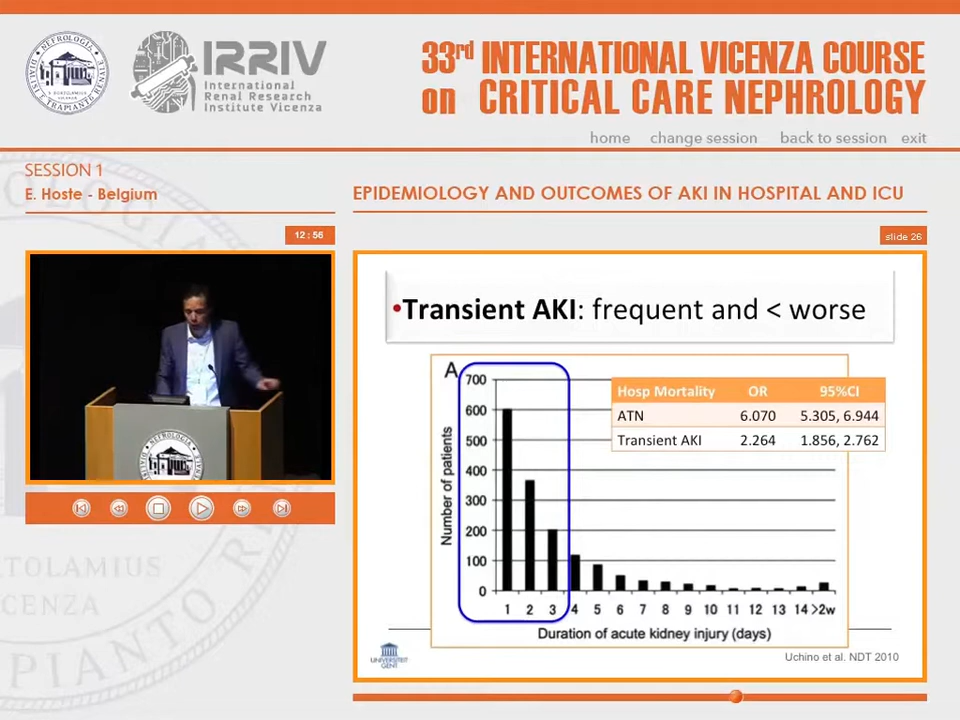 IRRIV
International
Renal Research
Institute Vicenza
33rd INTERNATIONAL VICENZA COURSE
on CRITICAL CARE NEPHROLOGY
home change session back to session exit
SESSION 1
E. Hoste - Belgium
EPIDEMIOLOGY AND OUTCOMES OF AKI IN HOSPITAL AND ICU
12 : 56
slide 26
•Transient AKI: frequent and < worse
A
Hosp Mortality OR 95%CI
ATN 6.070 5.305, 6.944
Transient AKI 2.264 1.856, 2.762
Number of patients
700
600
500
400
300
200
100
0
1 2 3 4 5 6 7 8 9 10 11 12 13 14 >2w
Duration of acute kidney injury (days)
UNIVERSITEIT
GENT
Uchino et al. NDT 2010